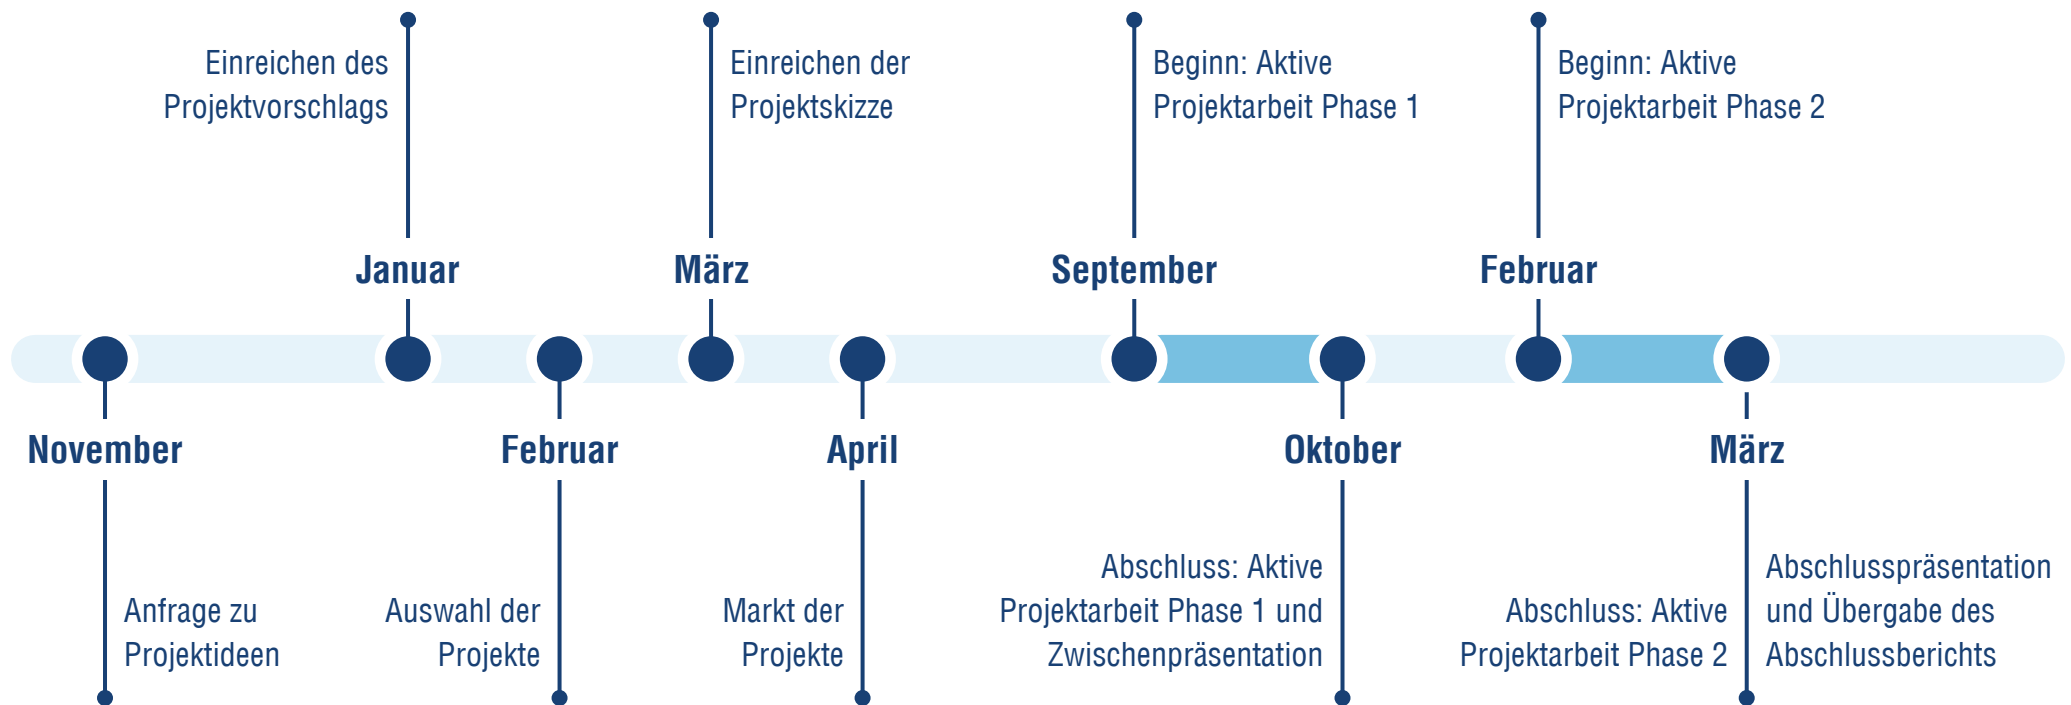 Einreichen des
Projektvorschlags
Einreichen der
Projektskizze
Beginn: Aktive
Projektarbeit Phase 1
Beginn: Aktive
Projektarbeit Phase 2
Januar
März
September
Februar
November
Februar
April
Oktober
März
Anfrage zu
Projektideen
Auswahl der
Projekte
Markt der
Projekte
Abschluss: Aktive
Projektarbeit Phase 1 und
Zwischenpräsentation
Abschluss: Aktive
Projektarbeit Phase 2
Abschlusspräsentation
und Übergabe des
Abschlussberichts